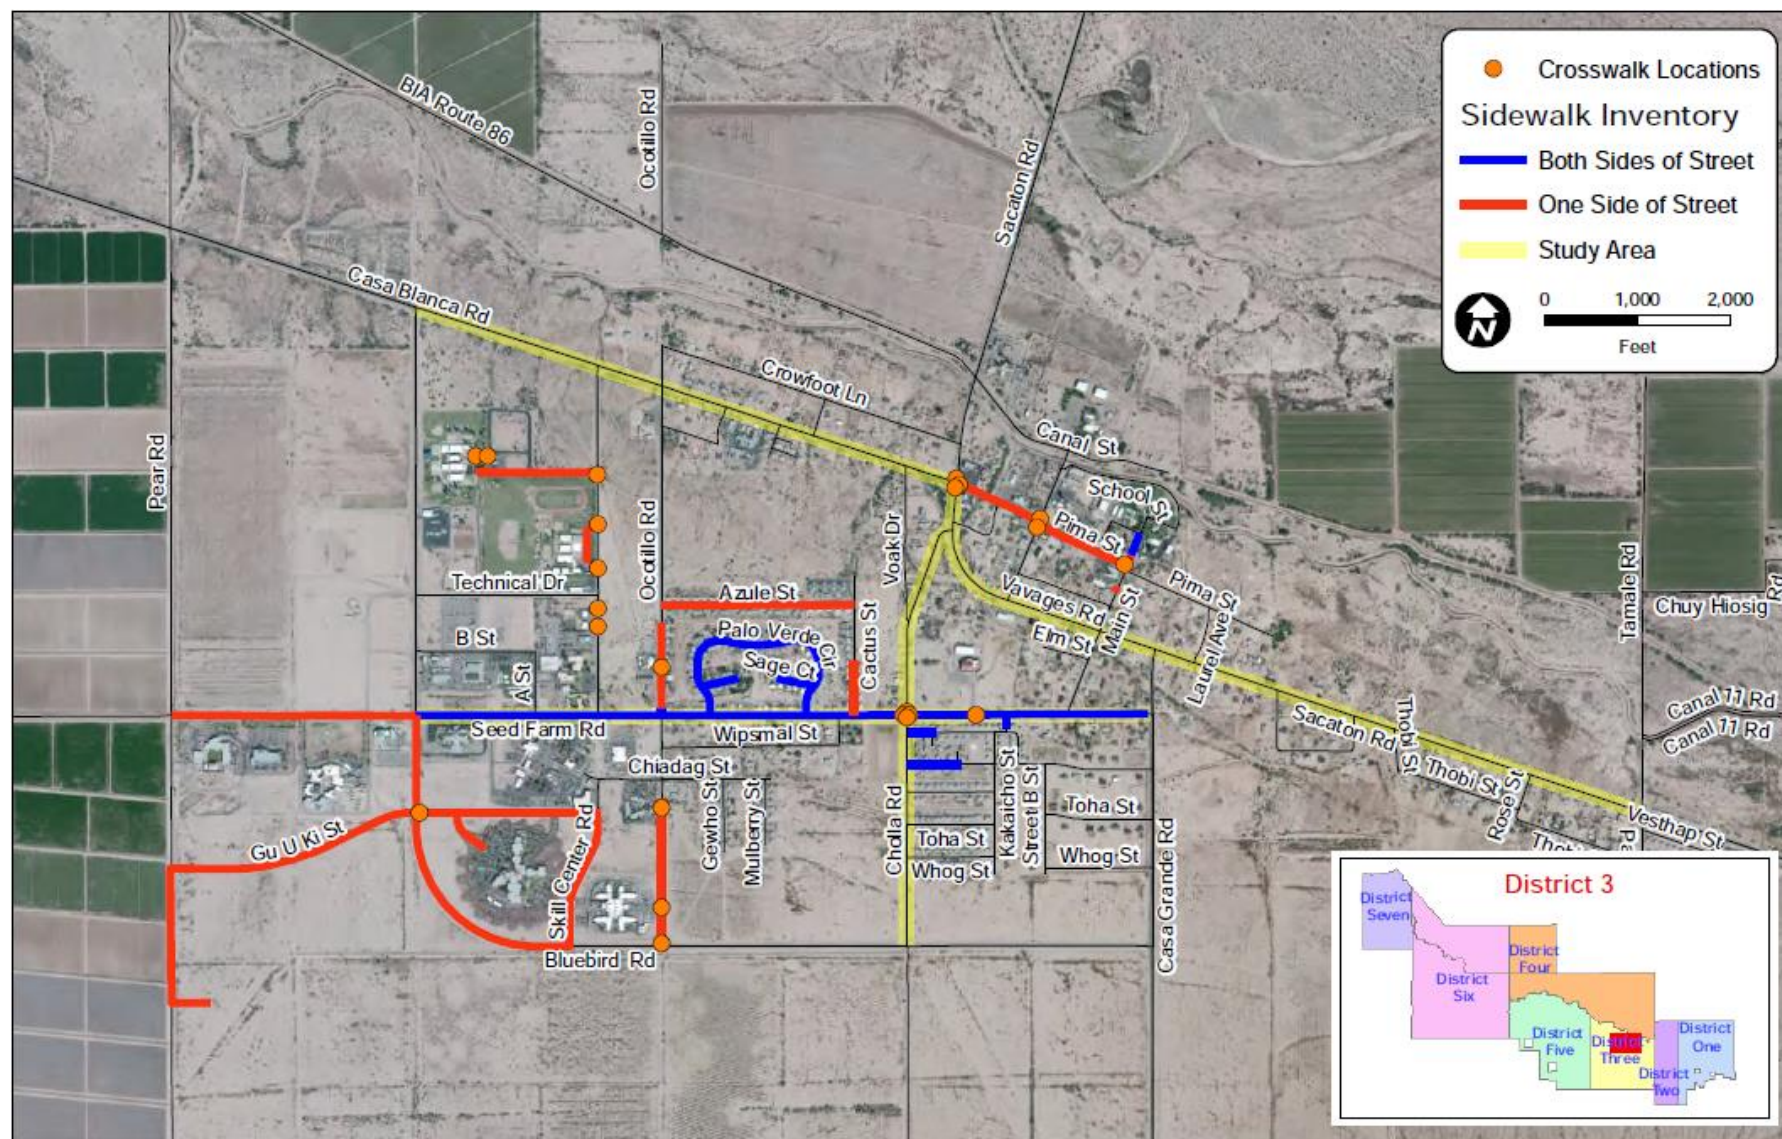 Crosswalk Locations
Sidewalk Inventory
Both Sides of Street
One Side of Street
Study Area
0 1,000 2,000
Feet
N
BIA Route 86
Ocotillo Rd
Sacaton Rd
Casa Blanca Rd
Crowfoot Ln
Canal St
Pear Rd
School St
Pima St
Voak Dr
Ocotillo Rd
Technical Dr
Azule St
Vavages Rd
Pima St
Tamale Rd
Chuy Hiosig Rd
B St
Palo Verde Cir
Elm St
Main St
Cactus St
Sage Ct
Laurel Ave
A St
Canal 11 Rd
Seed Farm Rd
Wipsmal St
Sacaton Rd
Thobi St
Canal 11 Rd
Chiadag St
Kakaicho St
Street B St
Thobi St
Gewho St
Mulberry St
Toha St
Rose St
Vesthap St
Gu U Ki St
Skill Center Rd
Cholla Rd
Toha St
Whog St
Whog St
Casa Grande Rd
Bluebird Rd
District 3
District
Seven
District
Four
District
Six
District
Five
District
Three
District
One
District
Two